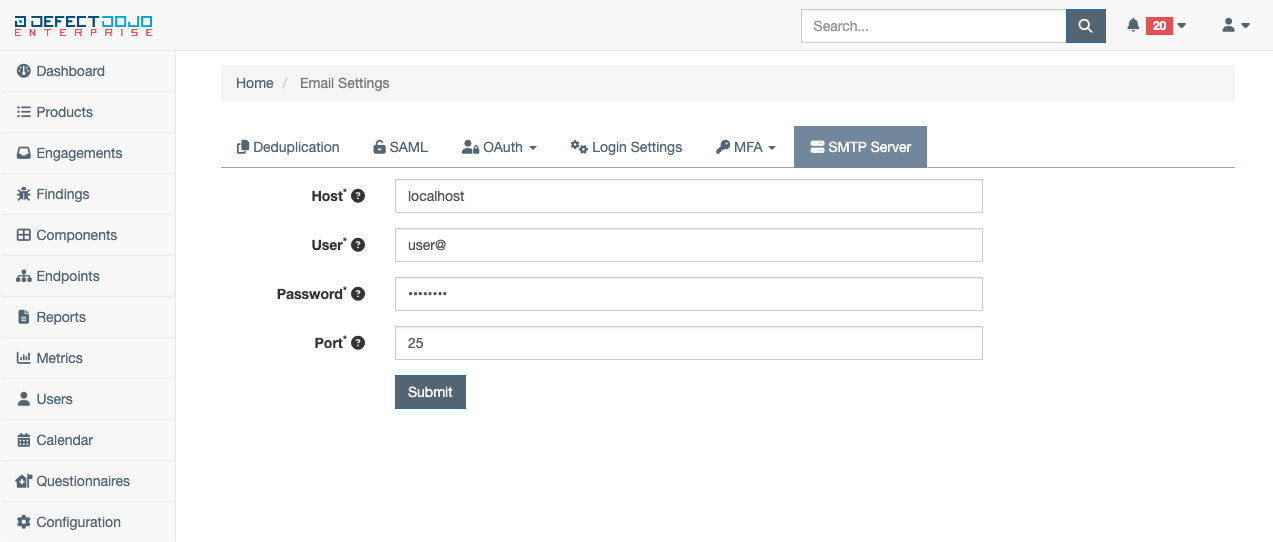 DEFECTDOJO
ENTERPRISE
Search...
20
Dashboard
Products
Engagements
Findings
Components
Endpoints
Reports
Metrics
Users
Calendar
Questionnaires
Configuration
Home / Email Settings
Deduplication SAML OAuth Login Settings MFA SMTP Server
Host* ? localhost
User* ? user@
Password* ? ••••••••
Port* ? 25
Submit